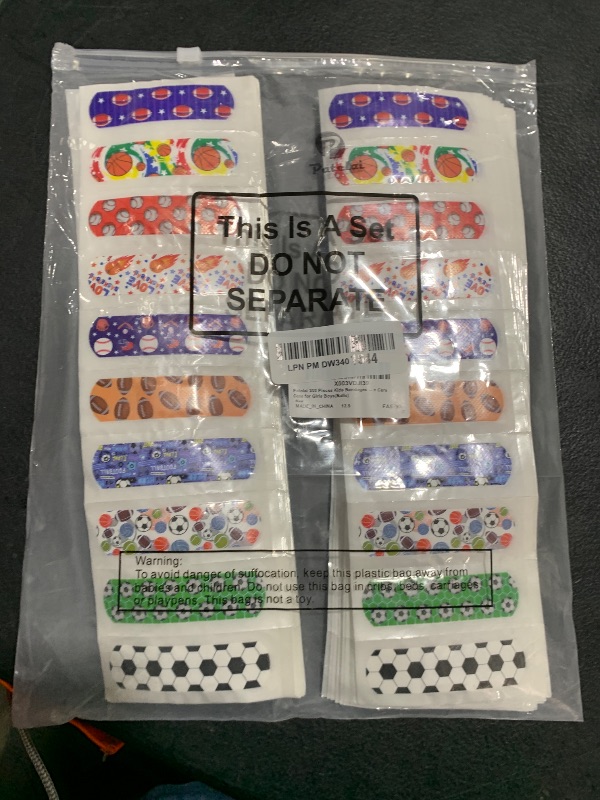 Patelai
This Is A Set
DO NOT
SEPARATE
LPN PM DW340
MADE IN CHINA
Warning:
To avoid danger of suffocation, keep this plastic bag away from
babies and children. Do not use this bag in cribs, beds, carriages
or playpens. This bag is not a toy.